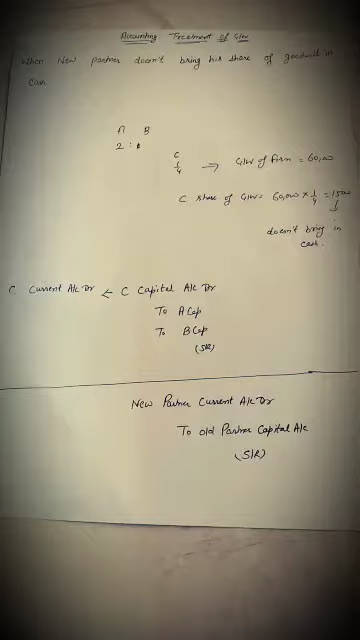 Accounting Treatment of G/w
When New partner doesn't bring his share of goodwill in
Cash
A B
2 : 1
C
1/4 → G/w of firm = 60,000
C share of G/w = 60,000 × 1/4 = 15000
↓
doesn't bring in
cash.
C Current A/c Dr ← C Capital A/c Dr
To A Cap
To B Cap
(S/R)
New Partner Current A/c Dr
To old Partner Capital A/c
(S/R)